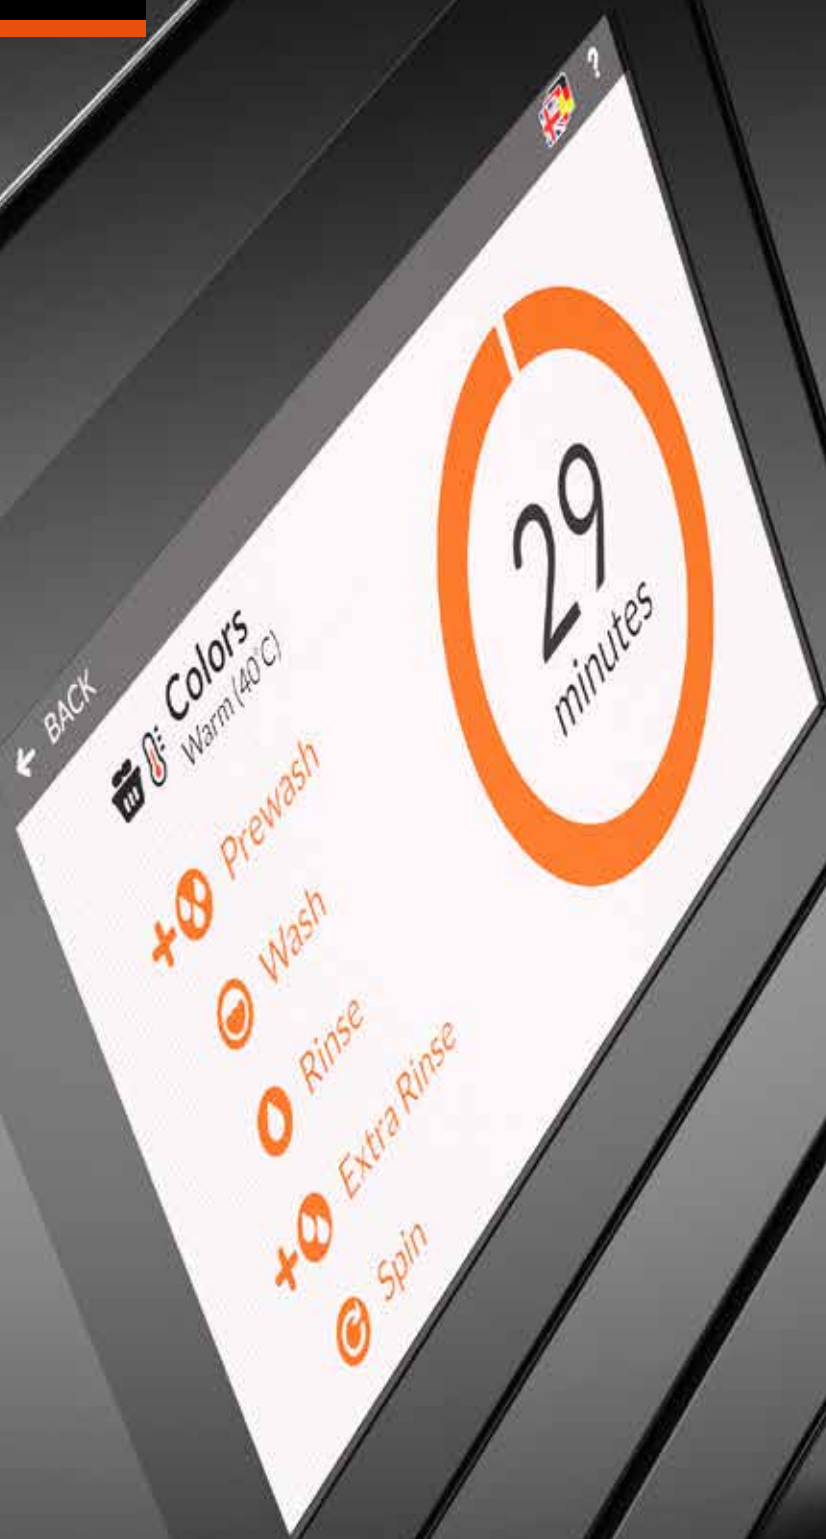 ← BACK
?
Colors
Warm (40°C)
+ Prewash
Wash
Rinse
+ Extra Rinse
Spin
29
minutes